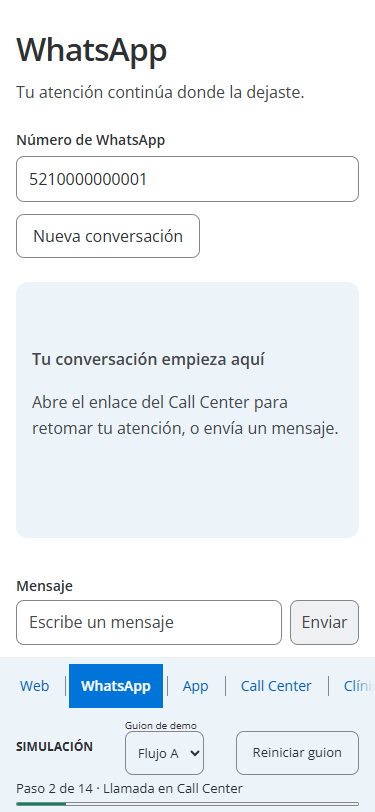 WhatsApp
Tu atención continúa donde la dejaste.
Número de WhatsApp
5210000000001
Nueva conversación
Tu conversación empieza aquí
Abre el enlace del Call Center para
retomar tu atención, o envía un mensaje.
Mensaje
Escribe un mensaje
Enviar
Web
WhatsApp
App
Call Center
Clíni
Guion de demo
SIMULACIÓN
Flujo A
Reiniciar guion
Paso 2 de 14 · Llamada en Call Center